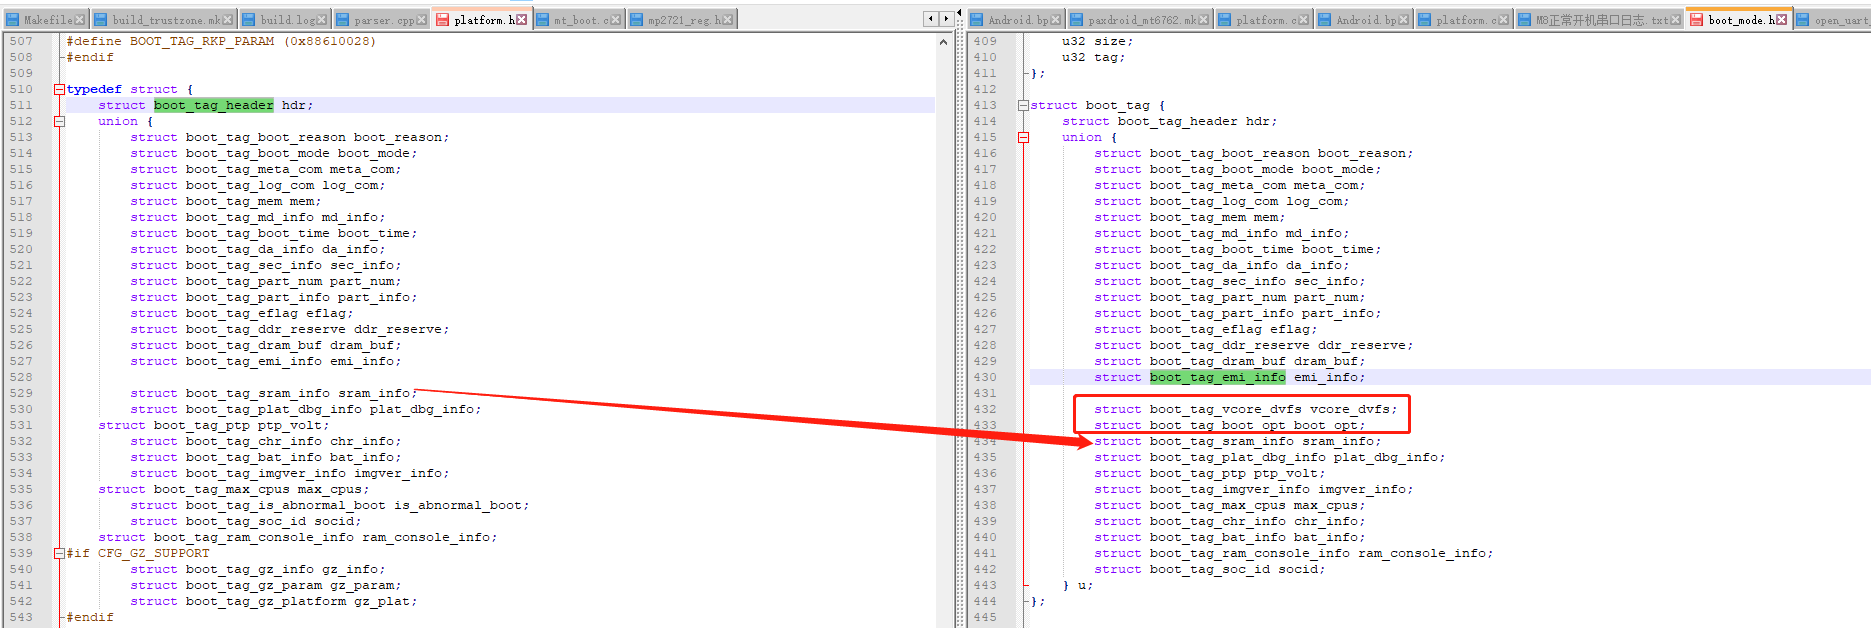 Makefile
build_trustzone.mk
build.log
parser.cpp
platform.h
mt_boot.c
mp2721_reg.h
507 #define BOOT_TAG_RKP_PARAM (0x88610028)
508 #endif
509
510 typedef struct {
511 struct boot_tag_header hdr;
512 union {
513 struct boot_tag_boot_reason boot_reason;
514 struct boot_tag_boot_mode boot_mode;
515 struct boot_tag_meta_com meta_com;
516 struct boot_tag_log_com log_com;
517 struct boot_tag_mem mem;
518 struct boot_tag_md_info md_info;
519 struct boot_tag_boot_time boot_time;
520 struct boot_tag_da_info da_info;
521 struct boot_tag_sec_info sec_info;
522 struct boot_tag_part_num part_num;
523 struct boot_tag_part_info part_info;
524 struct boot_tag_eflag eflag;
525 struct boot_tag_ddr_reserve ddr_reserve;
526 struct boot_tag_dram_buf dram_buf;
527 struct boot_tag_emi_info emi_info;
528
529 struct boot_tag_sram_info sram_info;
530 struct boot_tag_plat_dbg_info plat_dbg_info;
531 struct boot_tag_ptp ptp_volt;
532 struct boot_tag_chr_info chr_info;
533 struct boot_tag_bat_info bat_info;
534 struct boot_tag_imgver_info imgver_info;
535 struct boot_tag_max_cpus max_cpus;
536 struct boot_tag_is_abnormal_boot is_abnormal_boot;
537 struct boot_tag_soc_id socid;
538 struct boot_tag_ram_console_info ram_console_info;
539 #if CFG_GZ_SUPPORT
540 struct boot_tag_gz_info gz_info;
541 struct boot_tag_gz_param gz_param;
542 struct boot_tag_gz_platform gz_plat;
543 #endif
Android.bp
paxdroid_mt6762.mk
platform.c
Android.bp
platform.c
M8正常开机串口日志.txt
boot_mode.h
open_uart
409 u32 size;
410 u32 tag;
411 };
412
413 struct boot_tag {
414 struct boot_tag_header hdr;
415 union {
416 struct boot_tag_boot_reason boot_reason;
417 struct boot_tag_boot_mode boot_mode;
418 struct boot_tag_meta_com meta_com;
419 struct boot_tag_log_com log_com;
420 struct boot_tag_mem mem;
421 struct boot_tag_md_info md_info;
422 struct boot_tag_boot_time boot_time;
423 struct boot_tag_da_info da_info;
424 struct boot_tag_sec_info sec_info;
425 struct boot_tag_part_num part_num;
426 struct boot_tag_part_info part_info;
427 struct boot_tag_eflag eflag;
428 struct boot_tag_ddr_reserve ddr_reserve;
429 struct boot_tag_dram_buf dram_buf;
430 struct boot_tag_emi_info emi_info;
431
432 struct boot_tag_vcore_dvfs vcore_dvfs;
433 struct boot_tag_boot_opt boot_opt;
434 struct boot_tag_sram_info sram_info;
435 struct boot_tag_plat_dbg_info plat_dbg_info;
436 struct boot_tag_ptp ptp_volt;
437 struct boot_tag_imgver_info imgver_info;
438 struct boot_tag_max_cpus max_cpus;
439 struct boot_tag_chr_info chr_info;
440 struct boot_tag_bat_info bat_info;
441 struct boot_tag_ram_console_info ram_console_info;
442 struct boot_tag_soc_id socid;
443 } u;
444 };
445